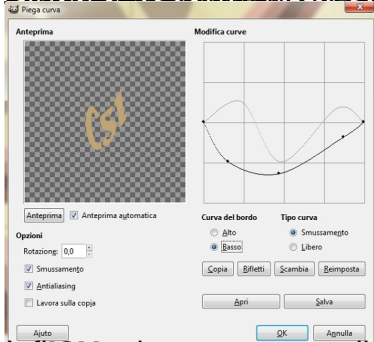 Piega curva
Anteprima
Modifica curve
Anteprima
Anteprima automatica
Opzioni
Rotazione: 0,0
Smussamento
Antialiasing
Lavora sulla copia
Curva del bordo
Alto
Basso
Tipo curva
Smussamento
Libero
Copia
Rifletti
Scambia
Reimposta
Apri
Salva
Aiuto
OK
Annulla